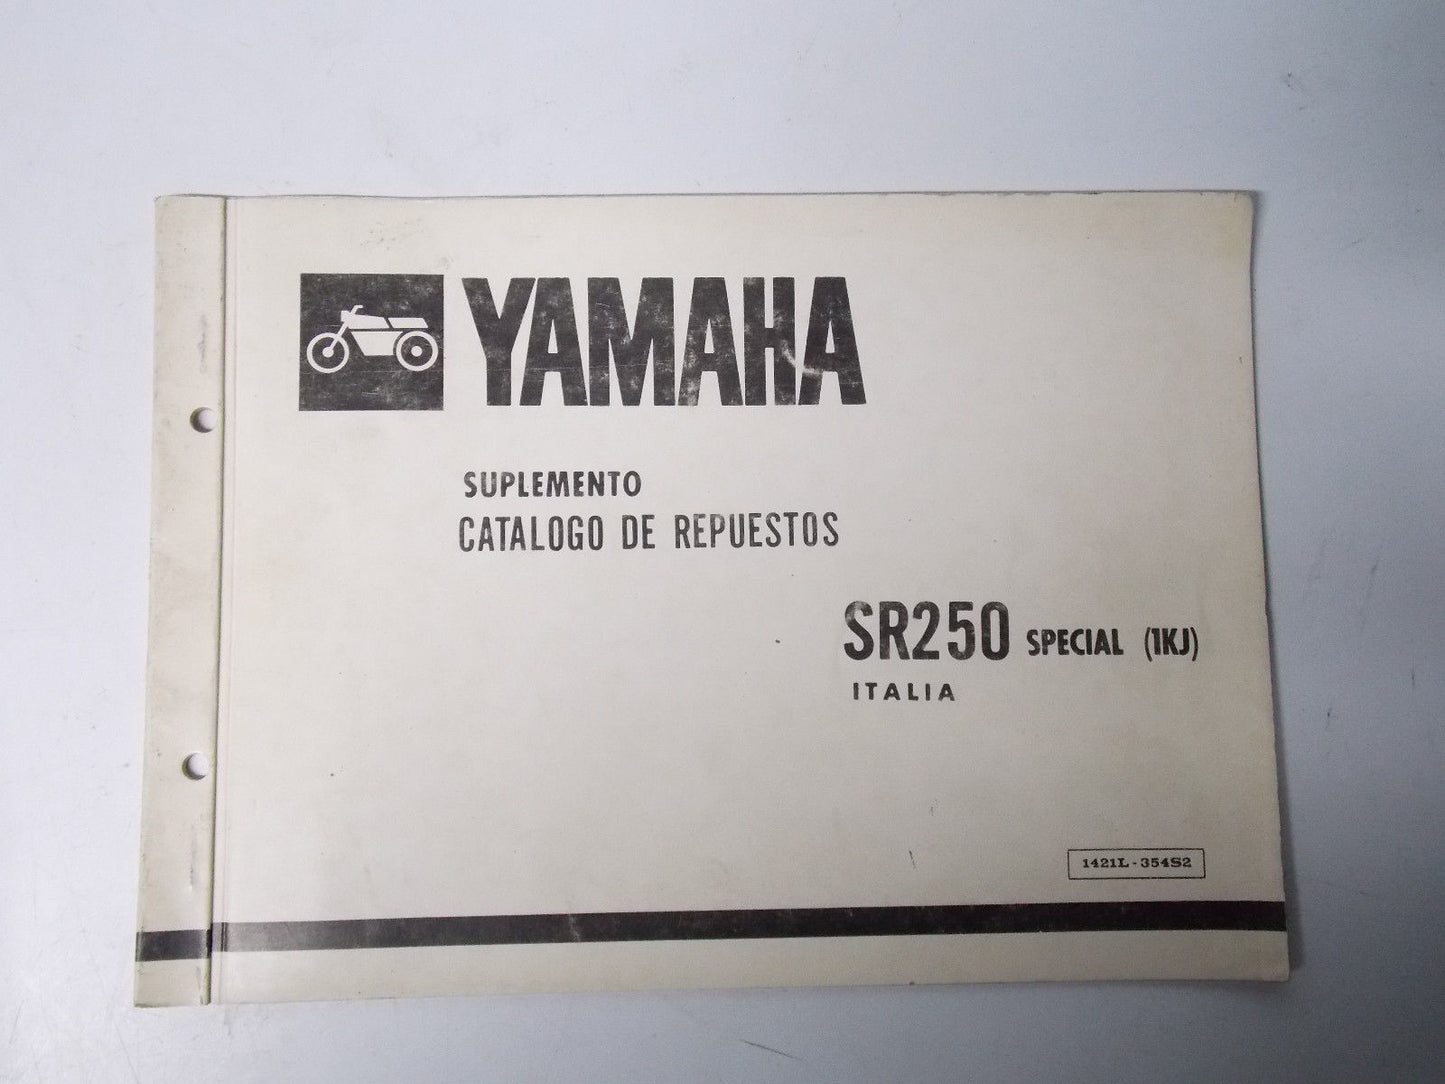 YAMAHA
SUPLEMENTO
CATALOGO DE REPUESTOS
SR250 SPECIAL (1KJ)
ITALIA
1421L-354S2